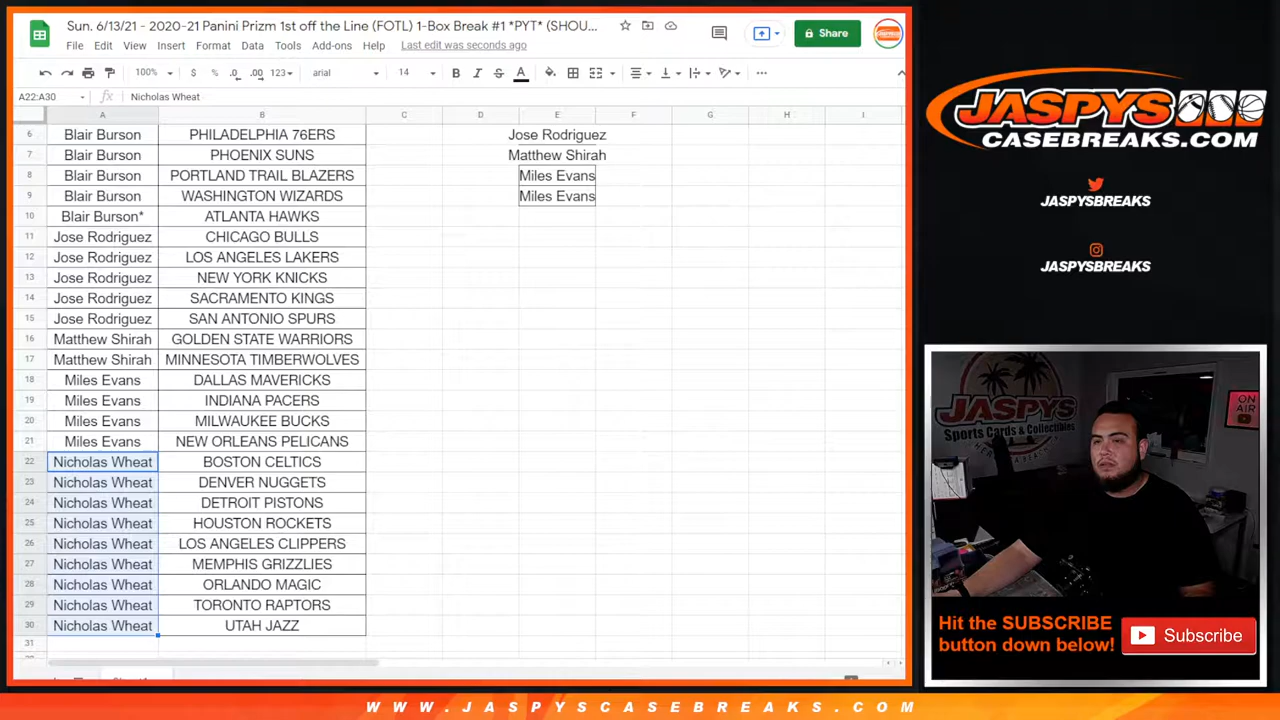 Sun. 6/13/21 - 2020-21 Panini Prizm 1st off the Line (FOTL) 1-Box Break #1 *PYT* (SHOU...
Share
File Edit View Insert Format Data Tools Add-ons Help Last edit was seconds ago
100% $ % .0 .00 123 arial 14 B I S A
A22:A30 fx Nicholas Wheat
A B C D E F G H I
6 Blair Burson PHILADELPHIA 76ERS Jose Rodriguez
7 Blair Burson PHOENIX SUNS Matthew Shirah
8 Blair Burson PORTLAND TRAIL BLAZERS Miles Evans
9 Blair Burson WASHINGTON WIZARDS Miles Evans
10 Blair Burson* ATLANTA HAWKS
11 Jose Rodriguez CHICAGO BULLS
12 Jose Rodriguez LOS ANGELES LAKERS
13 Jose Rodriguez NEW YORK KNICKS
14 Jose Rodriguez SACRAMENTO KINGS
15 Jose Rodriguez SAN ANTONIO SPURS
16 Matthew Shirah GOLDEN STATE WARRIORS
17 Matthew Shirah MINNESOTA TIMBERWOLVES
18 Miles Evans DALLAS MAVERICKS
19 Miles Evans INDIANA PACERS
20 Miles Evans MILWAUKEE BUCKS
21 Miles Evans NEW ORLEANS PELICANS
22 Nicholas Wheat BOSTON CELTICS
23 Nicholas Wheat DENVER NUGGETS
24 Nicholas Wheat DETROIT PISTONS
25 Nicholas Wheat HOUSTON ROCKETS
26 Nicholas Wheat LOS ANGELES CLIPPERS
27 Nicholas Wheat MEMPHIS GRIZZLIES
28 Nicholas Wheat ORLANDO MAGIC
29 Nicholas Wheat TORONTO RAPTORS
30 Nicholas Wheat UTAH JAZZ
31
JASPYS
CASEBREAKS.COM
JASPYSBREAKS
JASPYSBREAKS
JASPYS
Sports Cards & Collectibles
ON
AIR
Hit the SUBSCRIBE
button down below!
Subscribe
WWW.JASPYSCASEBREAKS.COM